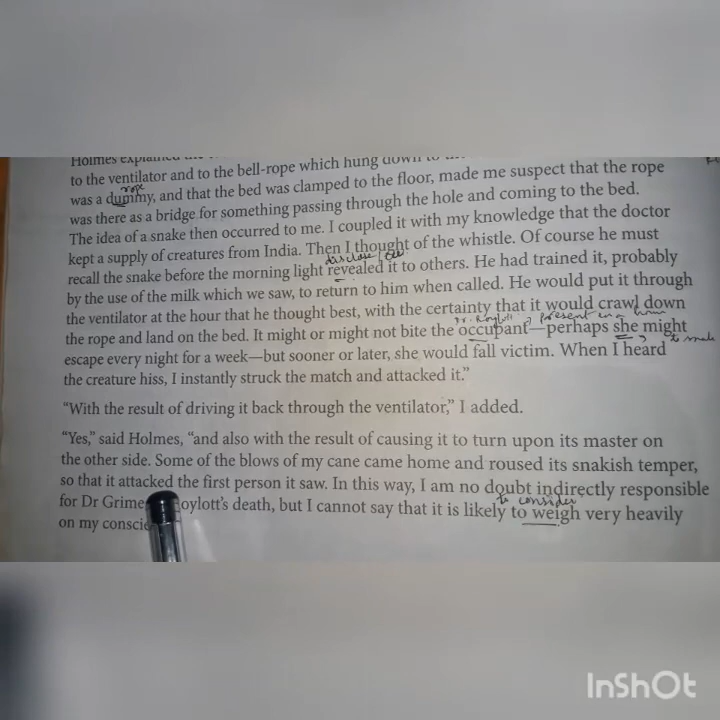 Holmes explained the
to the ventilator and to the bell-rope which hung down to
rope
was a dummy, and that the bed was clamped to the floor, made me suspect that the rope
was there as a bridge for something passing through the hole and coming to the bed.
The idea of a snake then occurred to me. I coupled it with my knowledge that the doctor
kept a supply of creatures from India. Then I thought of the whistle. Of course he must
disclose
recall the snake before the morning light revealed it to others. He had trained it, probably
by the use of the milk which we saw, to return to him when called. He would put it through
the ventilator at the hour that he thought best, with the certainty that it would crawl down
present in a
the rope and land on the bed. It might or might not bite the occupant—perhaps she might
escape every night for a week—but sooner or later, she would fall victim. When I heard
the creature hiss, I instantly struck the match and attacked it.”
“With the result of driving it back through the ventilator,” I added.
“Yes,” said Holmes, “and also with the result of causing it to turn upon its master on
the other side. Some of the blows of my cane came home and roused its snakish temper,
so that it attacked the first person it saw. In this way, I am no doubt indirectly responsible
to consider
for Dr Grime oylott’s death, but I cannot say that it is likely to weigh very heavily
on my conscie
InShOt